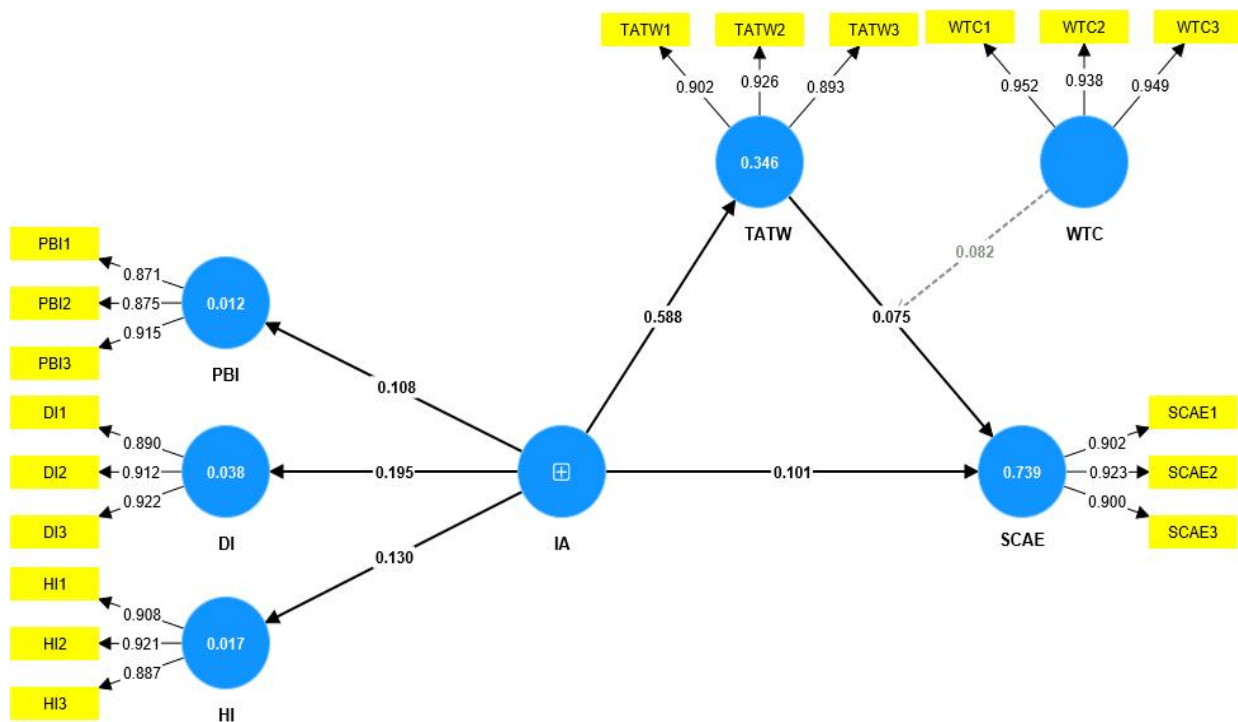 TATW1
TATW2
TATW3
WTC1
WTC2
WTC3
0.902
0.926
0.893
0.952
0.938
0.949
0.346
TATW
WTC
PBI1
PBI2
PBI3
0.871
0.875
0.915
0.012
PBI
0.082
0.588
0.075
0.108
DI1
DI2
DI3
0.890
0.912
0.922
0.038
DI
0.195
IA
0.101
0.739
SCAE
0.902
0.923
0.900
SCAE1
SCAE2
SCAE3
0.130
HI1
HI2
HI3
0.908
0.921
0.887
0.017
HI